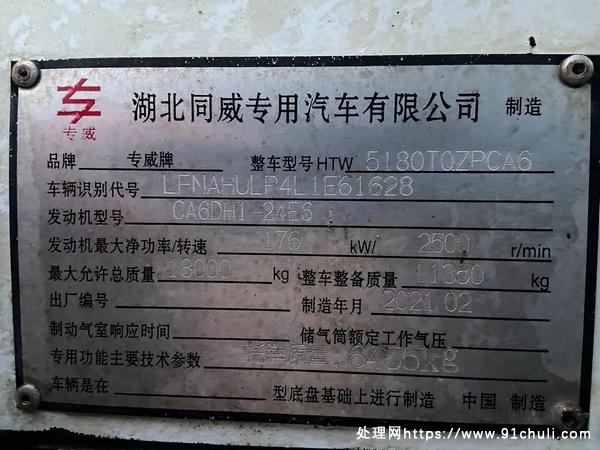 专威
湖北同威专用汽车有限公司 制造
品牌 专威牌 整车型号HTW 5180TQZPCA6
车辆识别代号 LFNAHULP4L1E61628
发动机型号 CA6DH1-24E6
发动机最大净功率/转速 176 kW/ 2500 r/min
最大允许总质量 18000 kg 整车整备质量 11350 kg
出厂编号 制造年月 2021.02
制动气室响应时间 储气筒额定工作气压
专用功能主要技术参数 托举质量:6455kg
车辆是在 型底盘基础上进行制造 中国 制造
处理网https://www.91chuli.com/